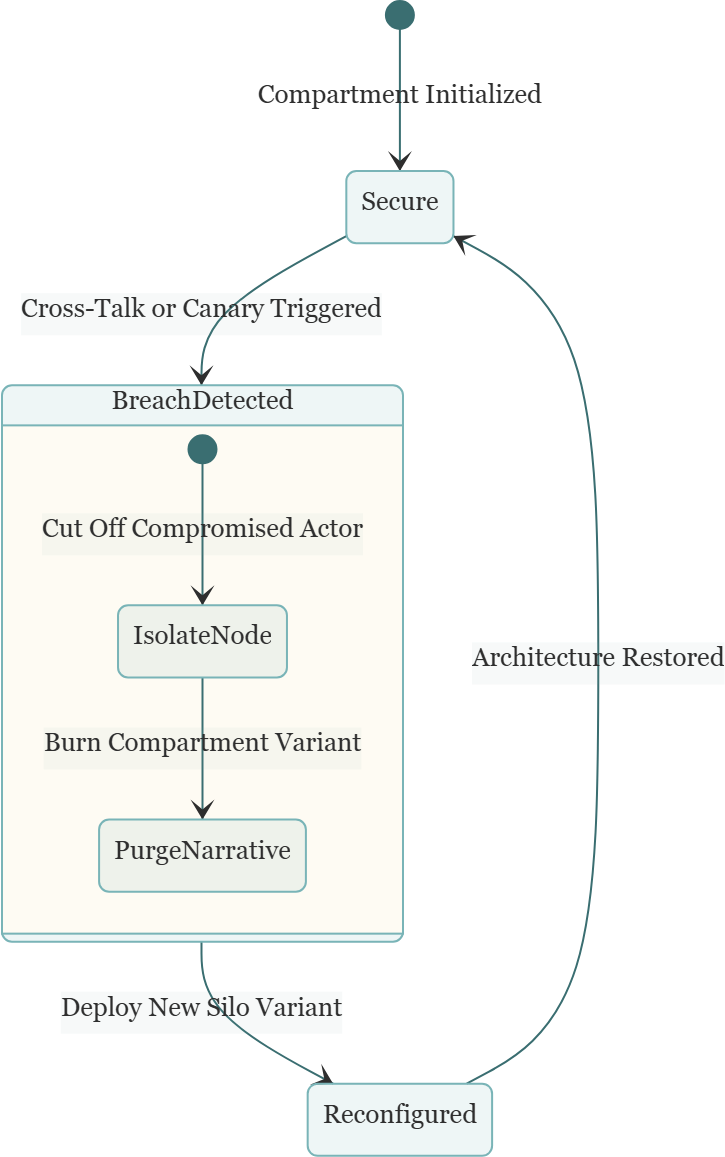 Compartment Initialized
Secure
Cross-Talk or Canary Triggered
BreachDetected
Cut Off Compromised Actor
IsolateNode
Architecture Restored
Burn Compartment Variant
PurgeNarrative
Deploy New Silo Variant
Reconfigured